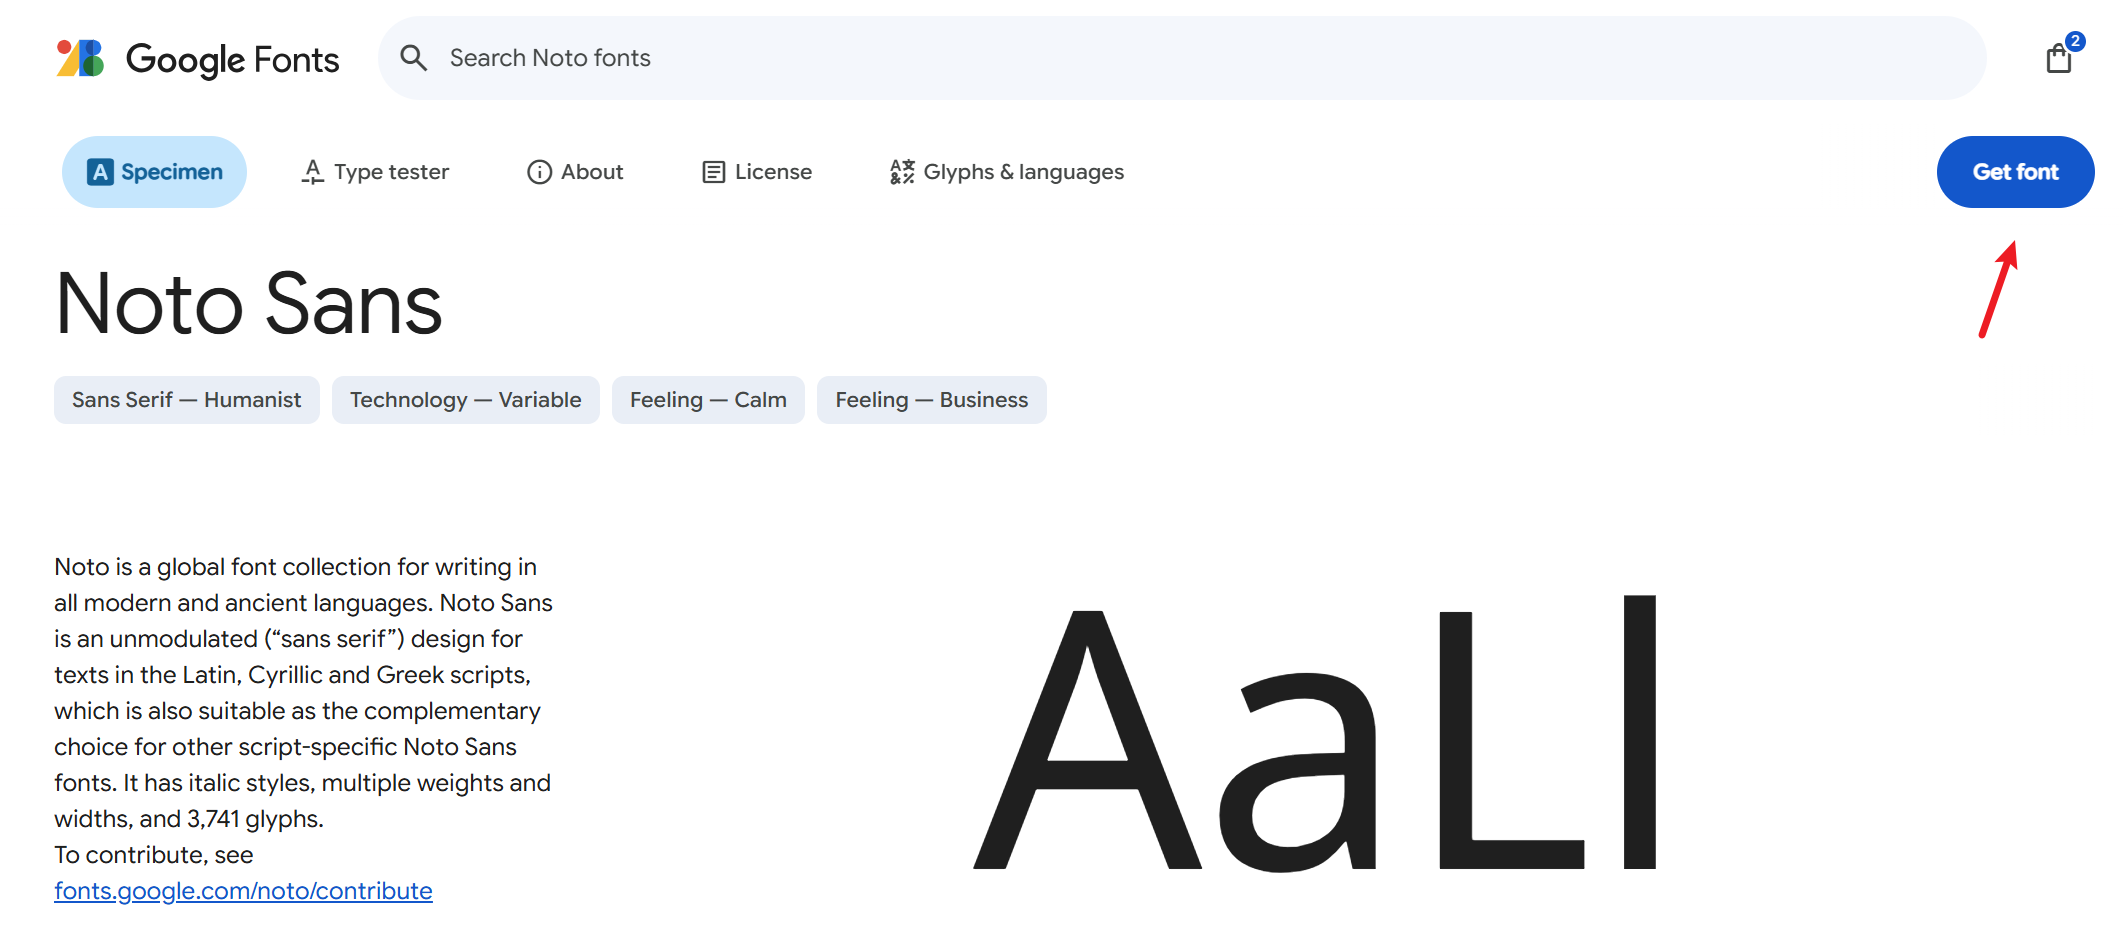 Google Fonts
Search Noto fonts
2
Specimen
Type tester
About
License
Glyphs & languages
Get font
Noto Sans
Sans Serif — Humanist
Technology — Variable
Feeling — Calm
Feeling — Business
Noto is a global font collection for writing in
all modern and ancient languages. Noto Sans
is an unmodulated (“sans serif”) design for
texts in the Latin, Cyrillic and Greek scripts,
which is also suitable as the complementary
choice for other script-specific Noto Sans
fonts. It has italic styles, multiple weights and
widths, and 3,741 glyphs.
To contribute, see
fonts.google.com/noto/contribute
AaLl